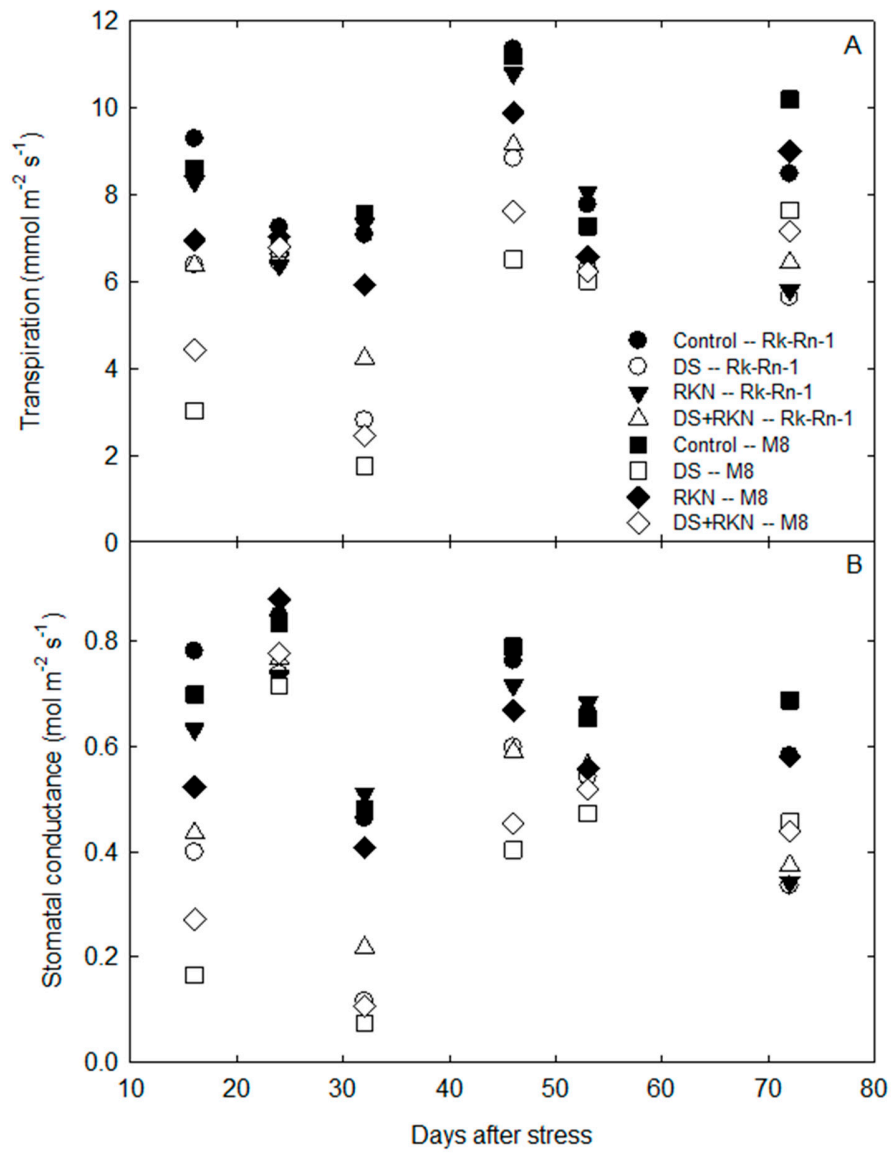 12
A
10
8
6
4
2
0
Transpiration (mmol m⁻² s⁻¹)
Control -- Rk-Rn-1
DS -- Rk-Rn-1
RKN -- Rk-Rn-1
DS+RKN -- Rk-Rn-1
Control -- M8
DS -- M8
RKN -- M8
DS+RKN -- M8
B
0.8
0.6
0.4
0.2
0.0
Stomatal conductance (mol m⁻² s⁻¹)
10 20 30 40 50 60 70 80
Days after stress